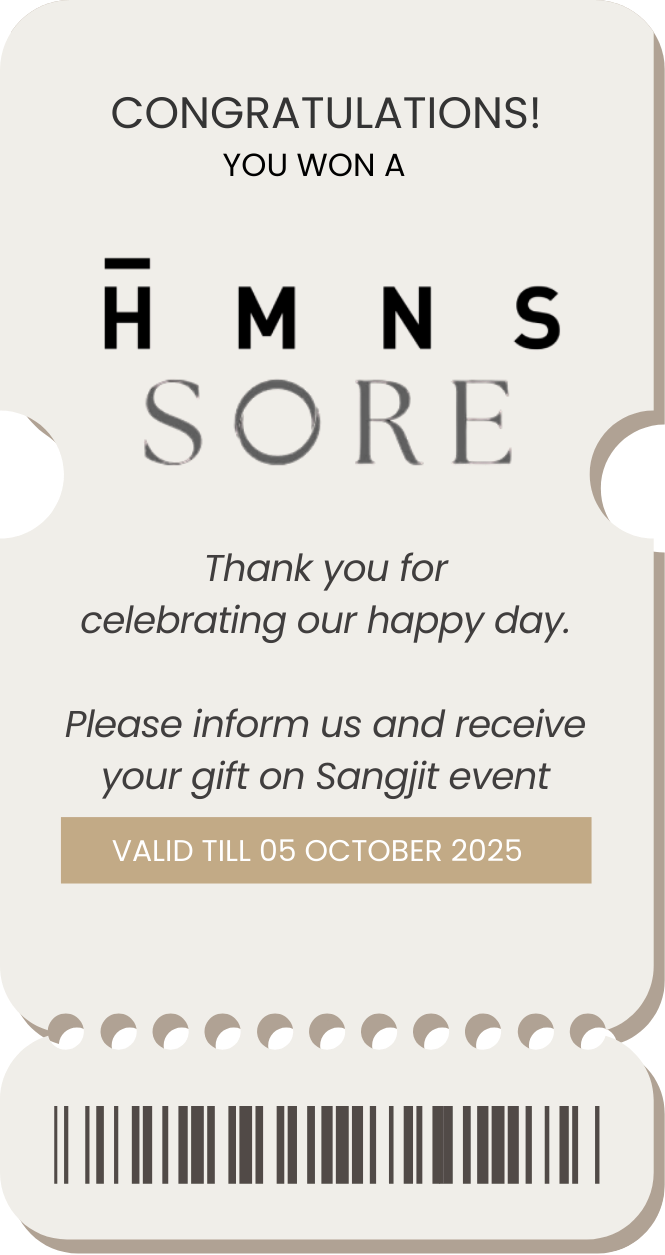 CONGRATULATIONS!
YOU WON A
HMNS
SORE
Thank you for
celebrating our happy day.
Please inform us and receive
your gift on Sangjit event
VALID TILL 05 OCTOBER 2025